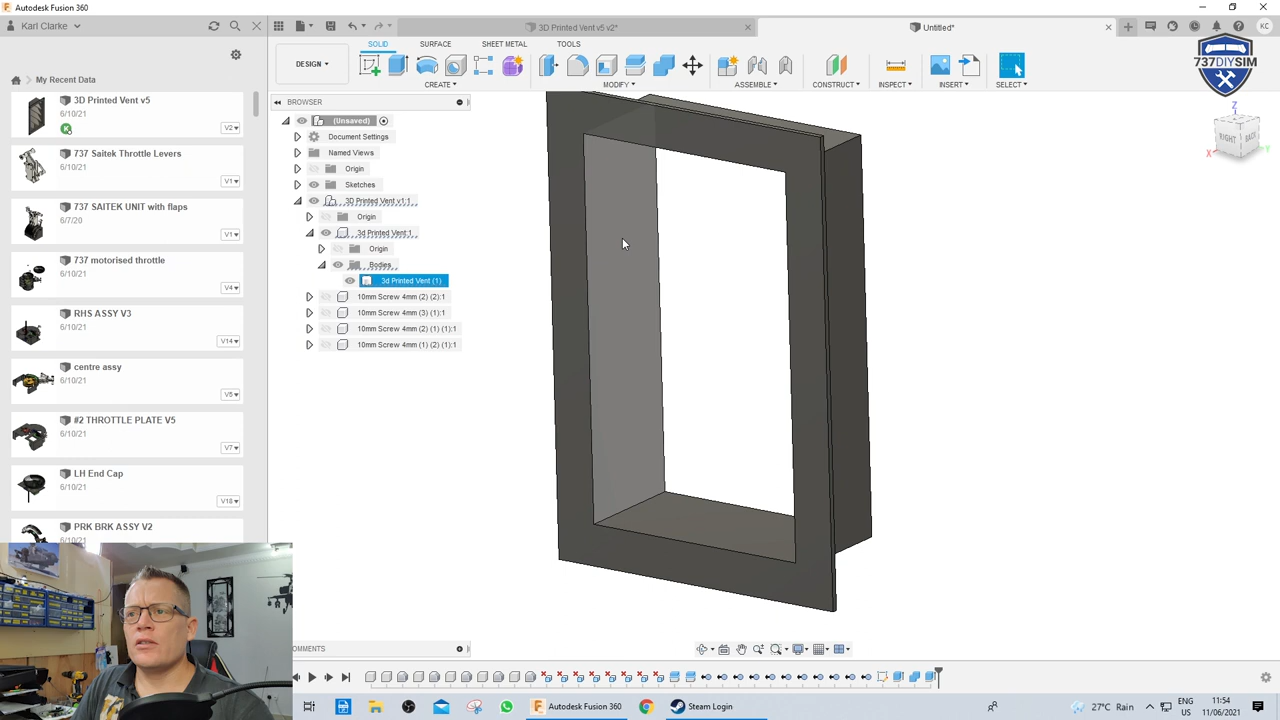 Autodesk Fusion 360
Karl Clarke
3D Printed Vent v5 v2*
Untitled*
KC
My Recent Data
3D Printed Vent v5
6/10/21
K
V2
737 Saitek Throttle Levers
6/10/21
V1
737 SAITEK UNIT with flaps
6/7/20
V1
737 motorised throttle
6/10/21
V4
RHS ASSY V3
6/10/21
V14
centre assy
6/10/21
V5
#2 THROTTLE PLATE V5
6/10/21
V7
LH End Cap
6/10/21
V18
PRK BRK ASSY V2
6/10/21
SOLID
SURFACE
SHEET METAL
TOOLS
DESIGN
CREATE
MODIFY
ASSEMBLE
CONSTRUCT
INSPECT
INSERT
SELECT
737DIYSIM
BROWSER
(Unsaved)
Document Settings
Named Views
Origin
Sketches
3D Printed Vent v1:1
Origin
3d Printed Vent:1
Origin
Bodies
3d Printed Vent (1)
10mm Screw 4mm (2) (2):1
10mm Screw 4mm (3) (1):1
10mm Screw 4mm (2) (1) (1):1
10mm Screw 4mm (1) (2) (1):1
Z
RIGHT
BACK
X
Y
OMMENTS
Autodesk Fusion 360
Steam Login
27°C Rain
ENG
US
11:54
11/06/2021